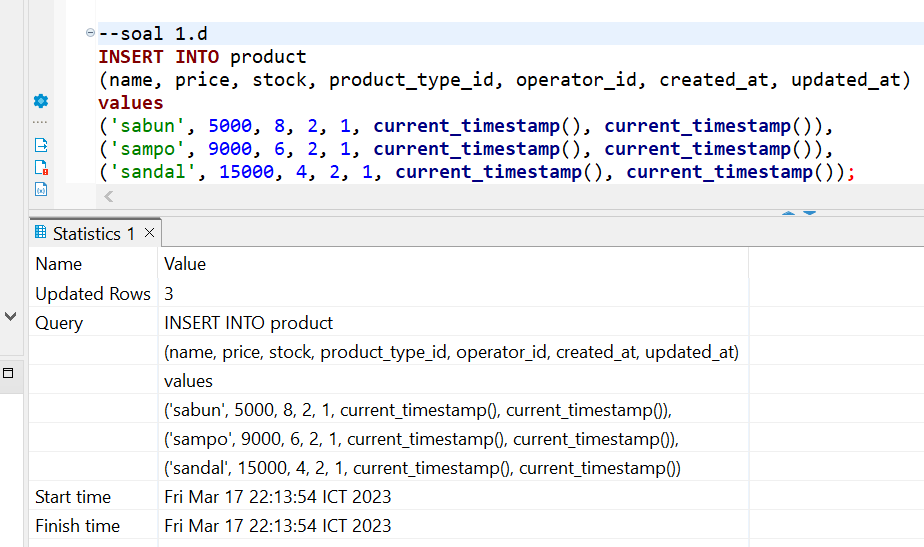 --soal 1.d
INSERT INTO product
(name, price, stock, product_type_id, operator_id, created_at, updated_at)
values
('sabun', 5000, 8, 2, 1, current_timestamp(), current_timestamp()),
('sampo', 9000, 6, 2, 1, current_timestamp(), current_timestamp()),
('sandal', 15000, 4, 2, 1, current_timestamp(), current_timestamp());
Statistics 1
Name Value
Updated Rows 3
Query INSERT INTO product
(name, price, stock, product_type_id, operator_id, created_at, updated_at)
values
('sabun', 5000, 8, 2, 1, current_timestamp(), current_timestamp()),
('sampo', 9000, 6, 2, 1, current_timestamp(), current_timestamp()),
('sandal', 15000, 4, 2, 1, current_timestamp(), current_timestamp())
Start time Fri Mar 17 22:13:54 ICT 2023
Finish time Fri Mar 17 22:13:54 ICT 2023